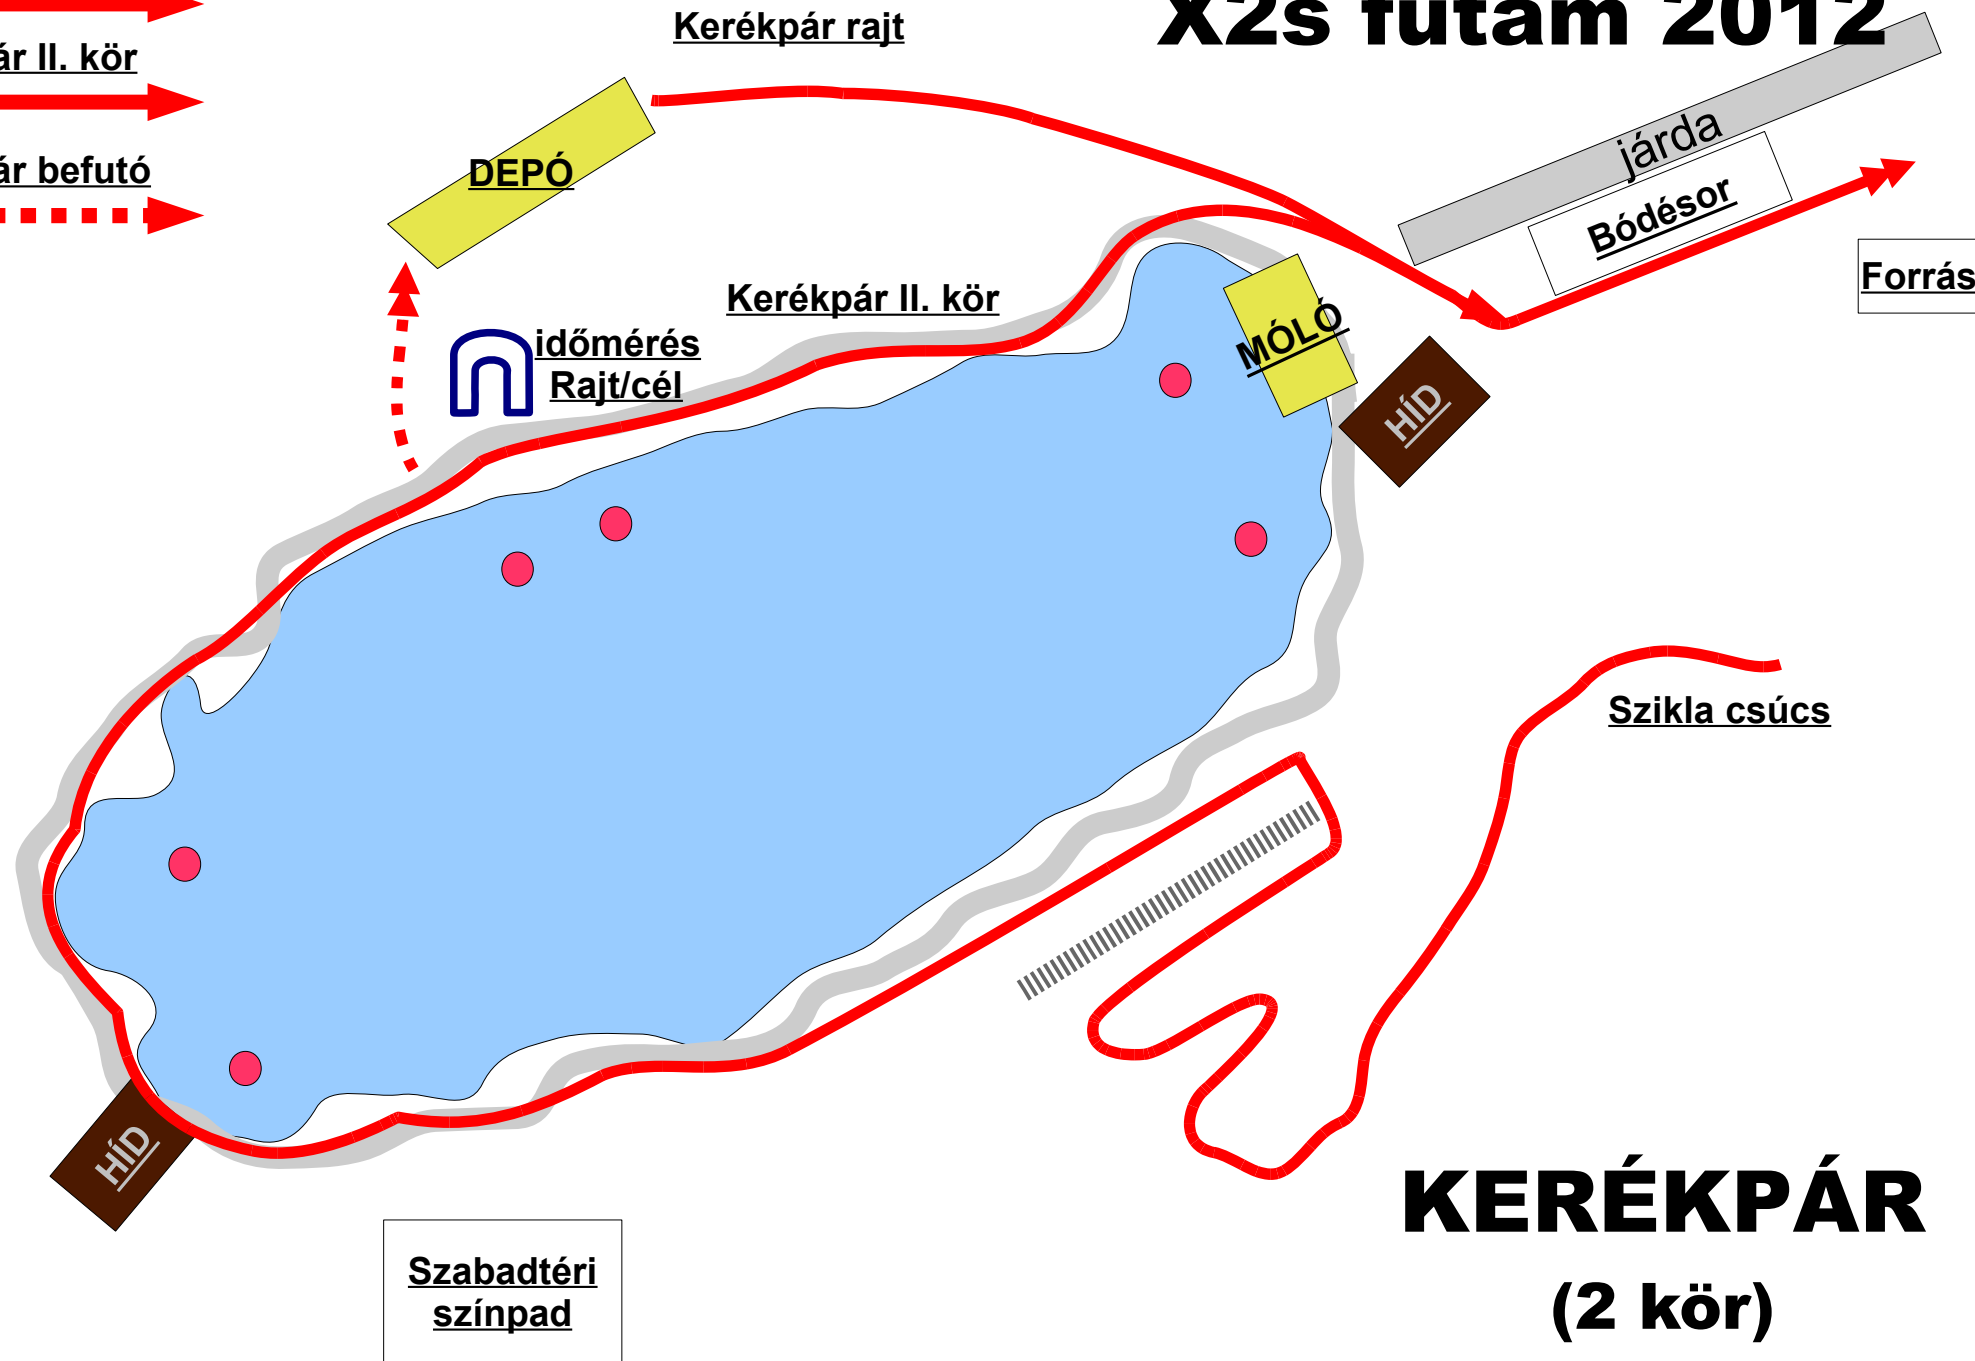 X2s futam 2012
Kerékpár rajt
ár II. kör
ár befutó
DEPÓ
járda
Bódésor
Forrás
Kerékpár II. kör
MÓLÓ
időmérés
Rajt/cél
HÍD
Szikla csúcs
HÍD
KERÉKPÁR
(2 kör)
Szabadtéri
színpad